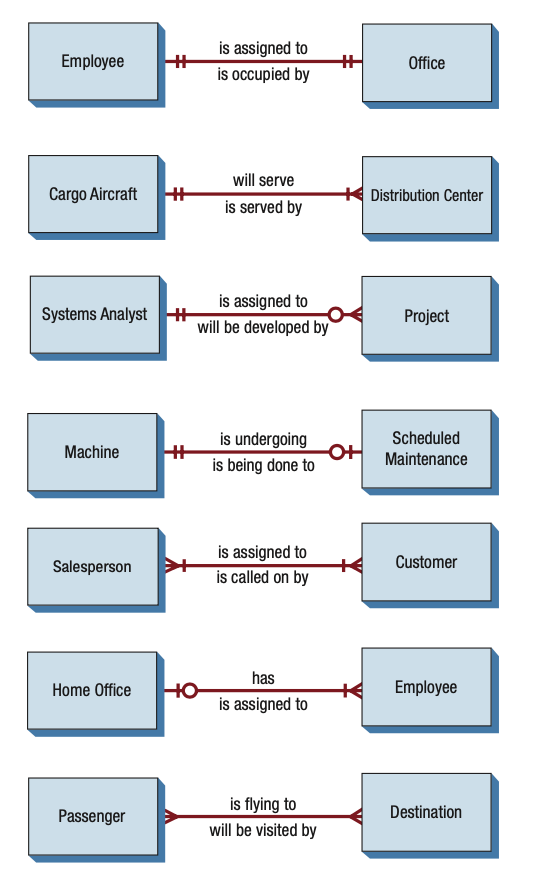 Employee
is assigned to
is occupied by
Office
Cargo Aircraft
will serve
is served by
Distribution Center
Systems Analyst
is assigned to
will be developed by
Project
Machine
is undergoing
is being done to
Scheduled
Maintenance
Salesperson
is assigned to
is called on by
Customer
Home Office
has
is assigned to
Employee
Passenger
is flying to
will be visited by
Destination